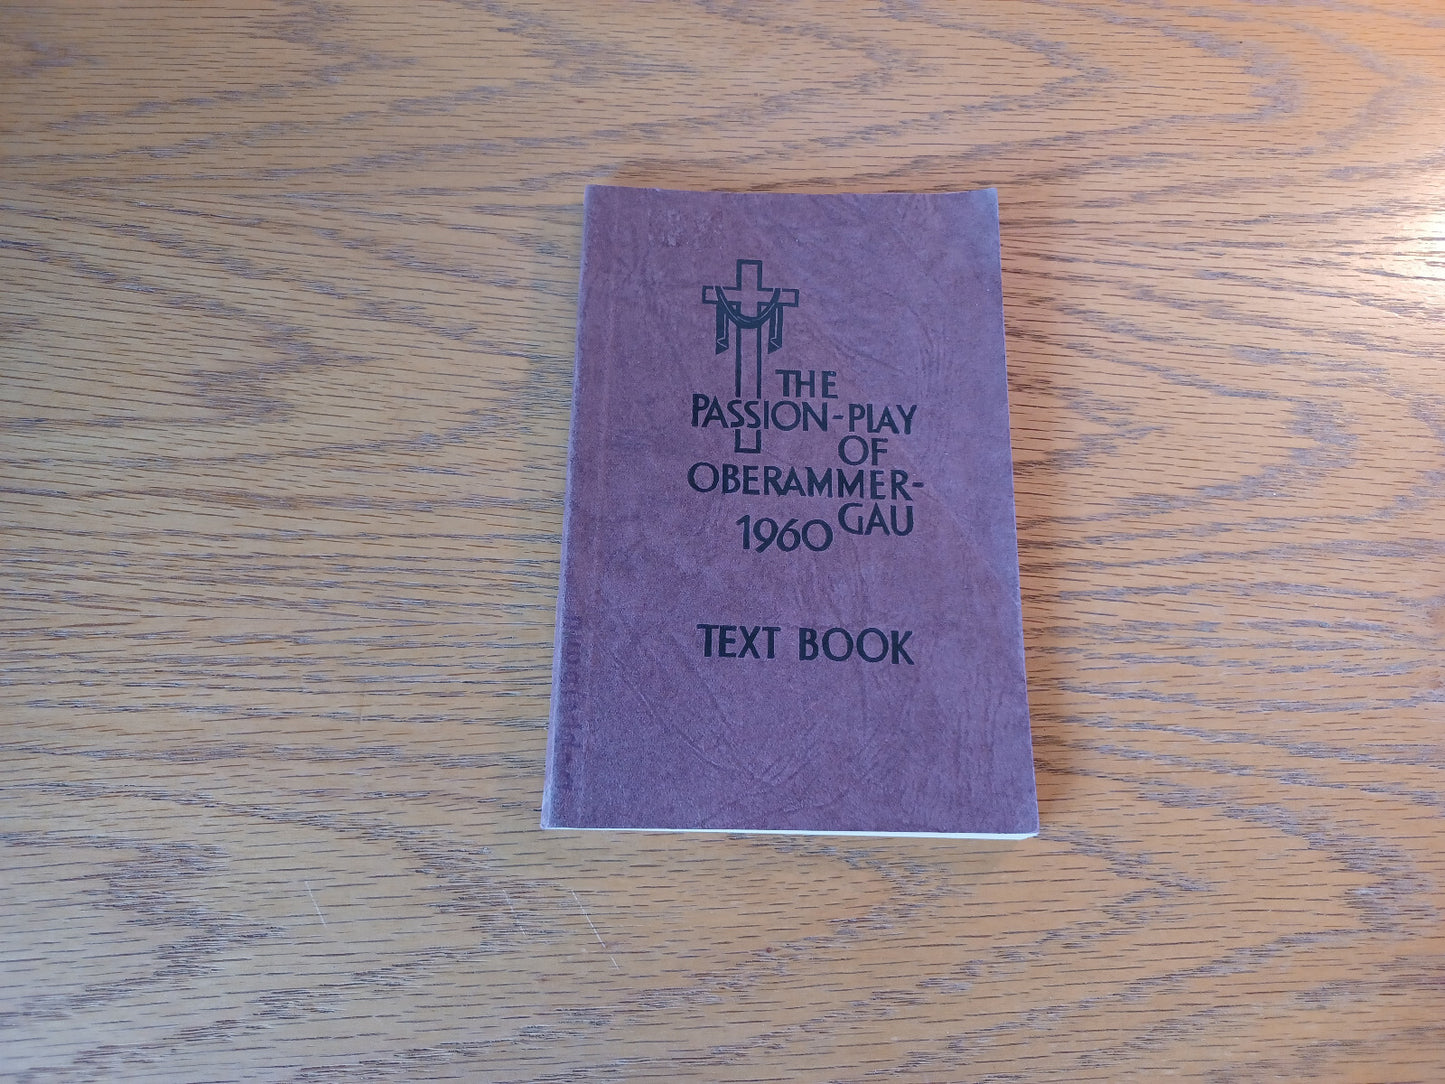 THE
PASSION-PLAY
OF
OBERAMMER-
GAU
1960
TEXT BOOK